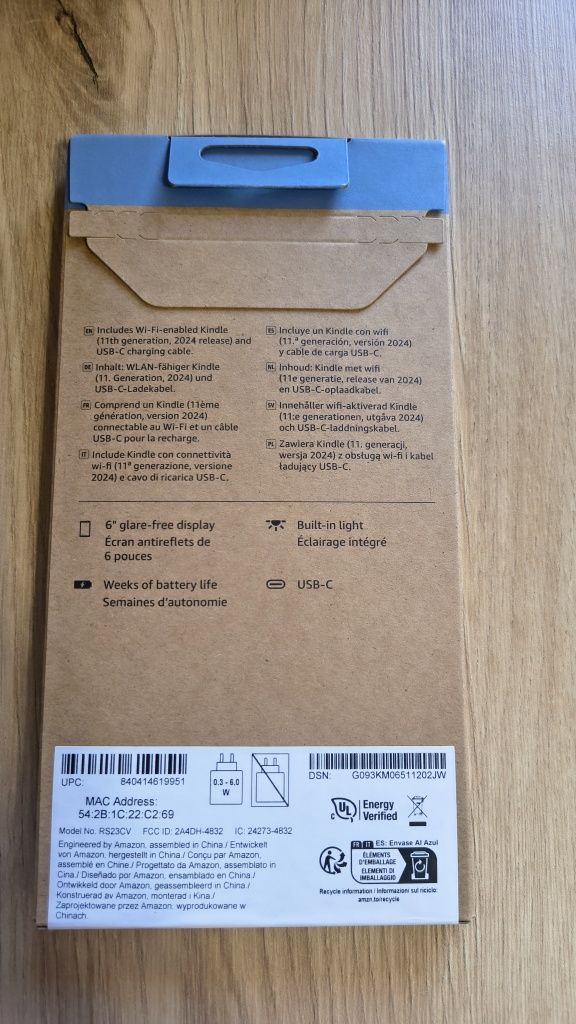 EN Includes Wi-Fi-enabled Kindle
(11th generation, 2024 release) and
USB-C charging cable.
DE Inhalt: WLAN-fähiger Kindle
(11. Generation, 2024) und
USB-C-Ladekabel.
FR Comprend un Kindle (11ème
génération, version 2024)
connectable au Wi-Fi et un câble
USB-C pour la recharge.
IT Include Kindle con connettività
wi-fi (11ª generazione, versione
2024) e cavo di ricarica USB-C.
ES Incluye un Kindle con wifi
(11.ª generación, versión 2024)
y cable de carga USB-C.
NL Inhoud: Kindle met wifi
(11e generatie, release van 2024)
en USB-C-oplaadkabel.
SV Innehåller wifi-aktiverad Kindle
(11:e generationen, utgåva 2024)
och USB-C-laddningskabel.
PL Zawiera Kindle (11. generacji,
wersja 2024) z obsługą wi-fi i kabel
ładujący USB-C.
6" glare-free display
Écran antireflets de
6 pouces
Built-in light
Éclairage intégré
Weeks of battery life
Semaines d'autonomie
USB-C
UPC: 840414619951
MAC Address:
54:2B:1C:22:C2:69
0.3 - 6.0
W
DSN: G093KM06511202JW
Model No. RS23CV FCC ID: 2A4DH-4832 IC: 24273-4832
Engineered by Amazon, assembled in China./ Entwickelt
von Amazon, hergestellt in China./ Conçu par Amazon,
assemblé en Chine./ Progettato da Amazon, assemblato in
Cina./ Diseñado por Amazon, ensamblado en China./
Ontwikkeld door Amazon, geassembleerd in China./
Konstruerad av Amazon, monterad i Kina./
Zaprojektowane przez Amazon: wyprodukowane w
Chinach.
C UL Energy
Verified
FR IT ES: Envase Al Azul
ÉLÉMENTS
D'EMBALLAGE
ELEMENTI DI
IMBALLAGGIO
Recycle information / Informazioni sul riciclo:
amzn.to/recycle